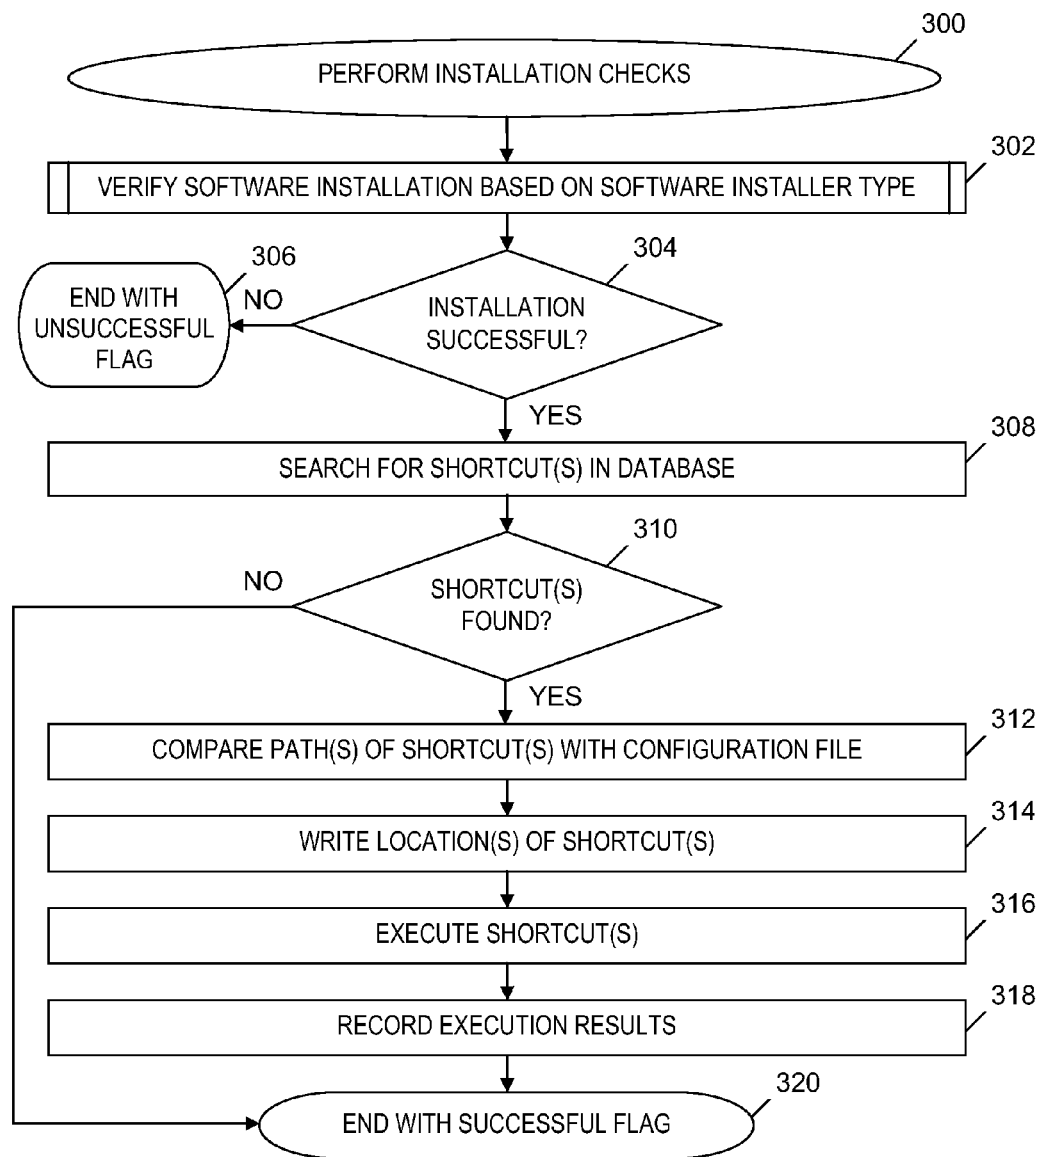 300
PERFORM INSTALLATION CHECKS
302
VERIFY SOFTWARE INSTALLATION BASED ON SOFTWARE INSTALLER TYPE
304
306
INSTALLATION
SUCCESSFUL?
NO
END WITH
UNSUCCESSFUL
FLAG
YES
308
SEARCH FOR SHORTCUT(S) IN DATABASE
310
NO
SHORTCUT(S)
FOUND?
YES
312
COMPARE PATH(S) OF SHORTCUT(S) WITH CONFIGURATION FILE
314
WRITE LOCATION(S) OF SHORTCUT(S)
316
EXECUTE SHORTCUT(S)
318
RECORD EXECUTION RESULTS
320
END WITH SUCCESSFUL FLAG